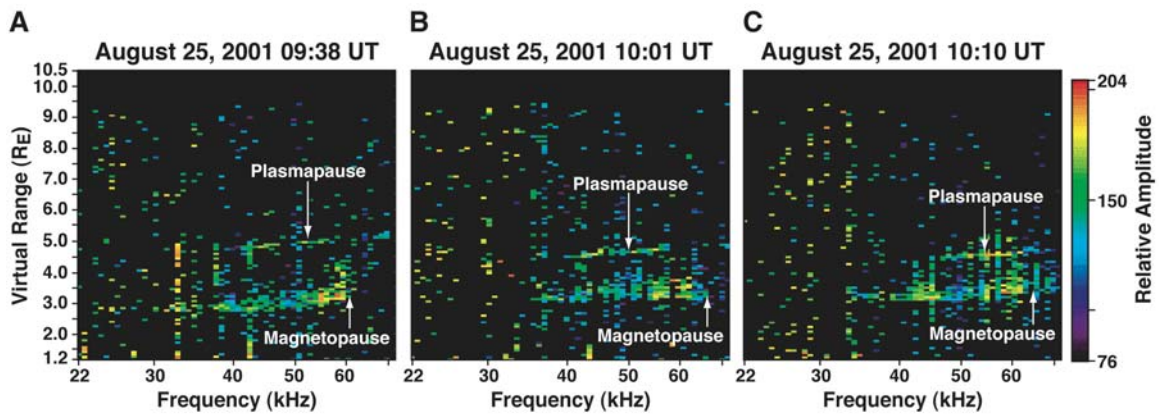 A
August 25, 2001 09:38 UT
B
August 25, 2001 10:01 UT
C
August 25, 2001 10:10 UT
Virtual Range (RE)
10.5
9.0
8.0
7.0
6.0
5.0
4.0
3.0
2.0
1.2
Plasmapause
Magnetopause
22 30 40 50 60
Frequency (kHz)
Plasmapause
Magnetopause
22 30 40 50 60
Frequency (kHz)
Plasmapause
Magnetopause
22 30 40 50 60
Frequency (kHz)
204
150
76
Relative Amplitude